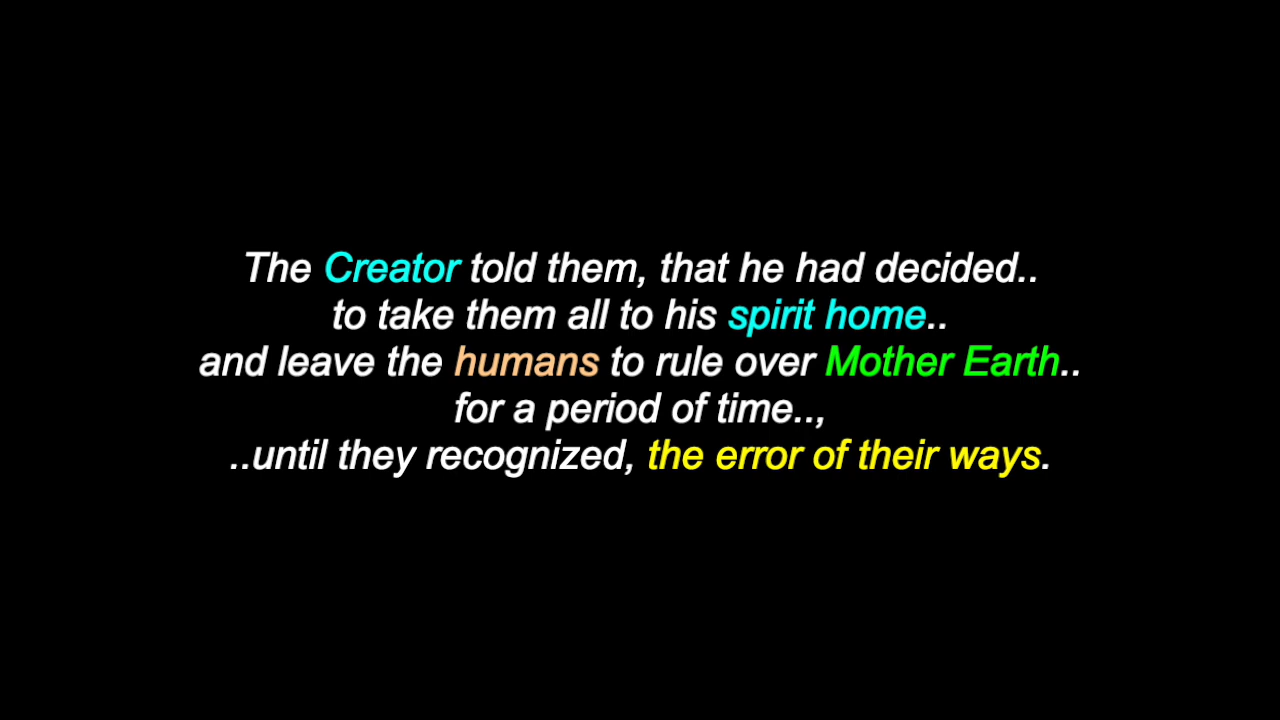 The Creator told them, that he had decided..
to take them all to his spirit home..
and leave the humans to rule over Mother Earth..
for a period of time..,
..until they recognized, the error of their ways.